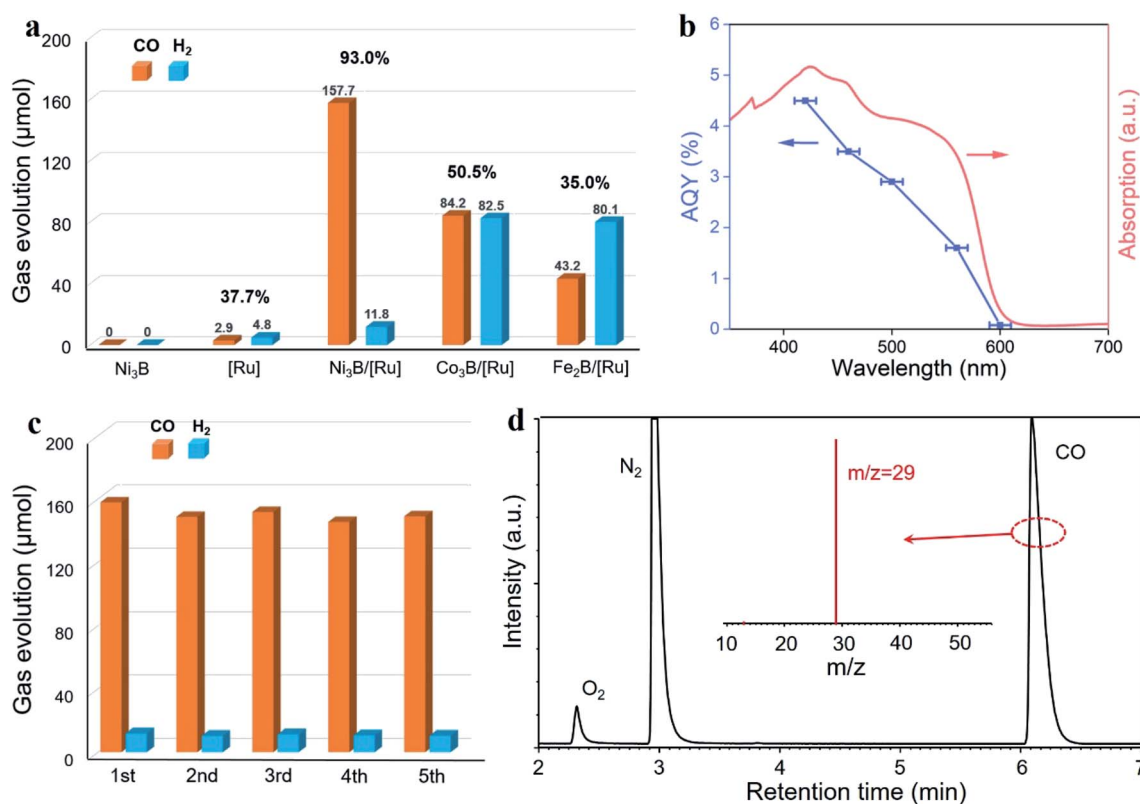 a
CO H₂
Gas evolution (μmol)
200
160
120
80
40
0
0 0
37.7%
2.9 4.8
93.0%
157.7
11.8
50.5%
84.2 82.5
35.0%
43.2
80.1
Ni₃B [Ru] Ni₃B/[Ru] Co₃B/[Ru] Fe₂B/[Ru]
b
AQY (%)
6
5
4
3
2
1
0
400 500 600 700
Wavelength (nm)
Absorption (a.u.)
c
CO H₂
Gas evolution (μmol)
200
160
120
80
40
0
1st 2nd 3rd 4th 5th
d
Intensity (a.u.)
O₂
N₂
CO
m/z=29
10 20 30 40 50
m/z
2 3 4 5 6 7
Retention time (min)